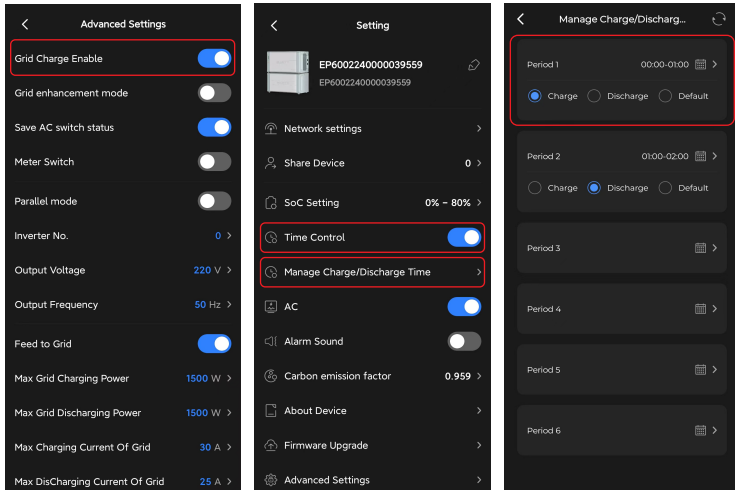 Advanced Settings
Grid Charge Enable
Grid enhancement mode
Save AC switch status
Meter Switch
Parallel mode
Inverter No. 0
Output Voltage 220 V
Output Frequency 50 Hz
Feed to Grid
Max Grid Charging Power 1500 W
Max Grid Discharging Power 1500 W
Max Charging Current Of Grid 30 A
Max DisCharging Current Of Grid 25 A
Setting
EP6002240000039559
EP6002240000039559
Network settings
Share Device 0
SoC Setting 0% – 80%
Time Control
Manage Charge/Discharge Time
AC
Alarm Sound
Carbon emission factor 0.959
About Device
Firmware Upgrade
Advanced Settings
Manage Charge/Discharg...
Period 1 00:00-01:00
Charge Discharge Default
Period 2 01:00-02:00
Charge Discharge Default
Period 3
Period 4
Period 5
Period 6